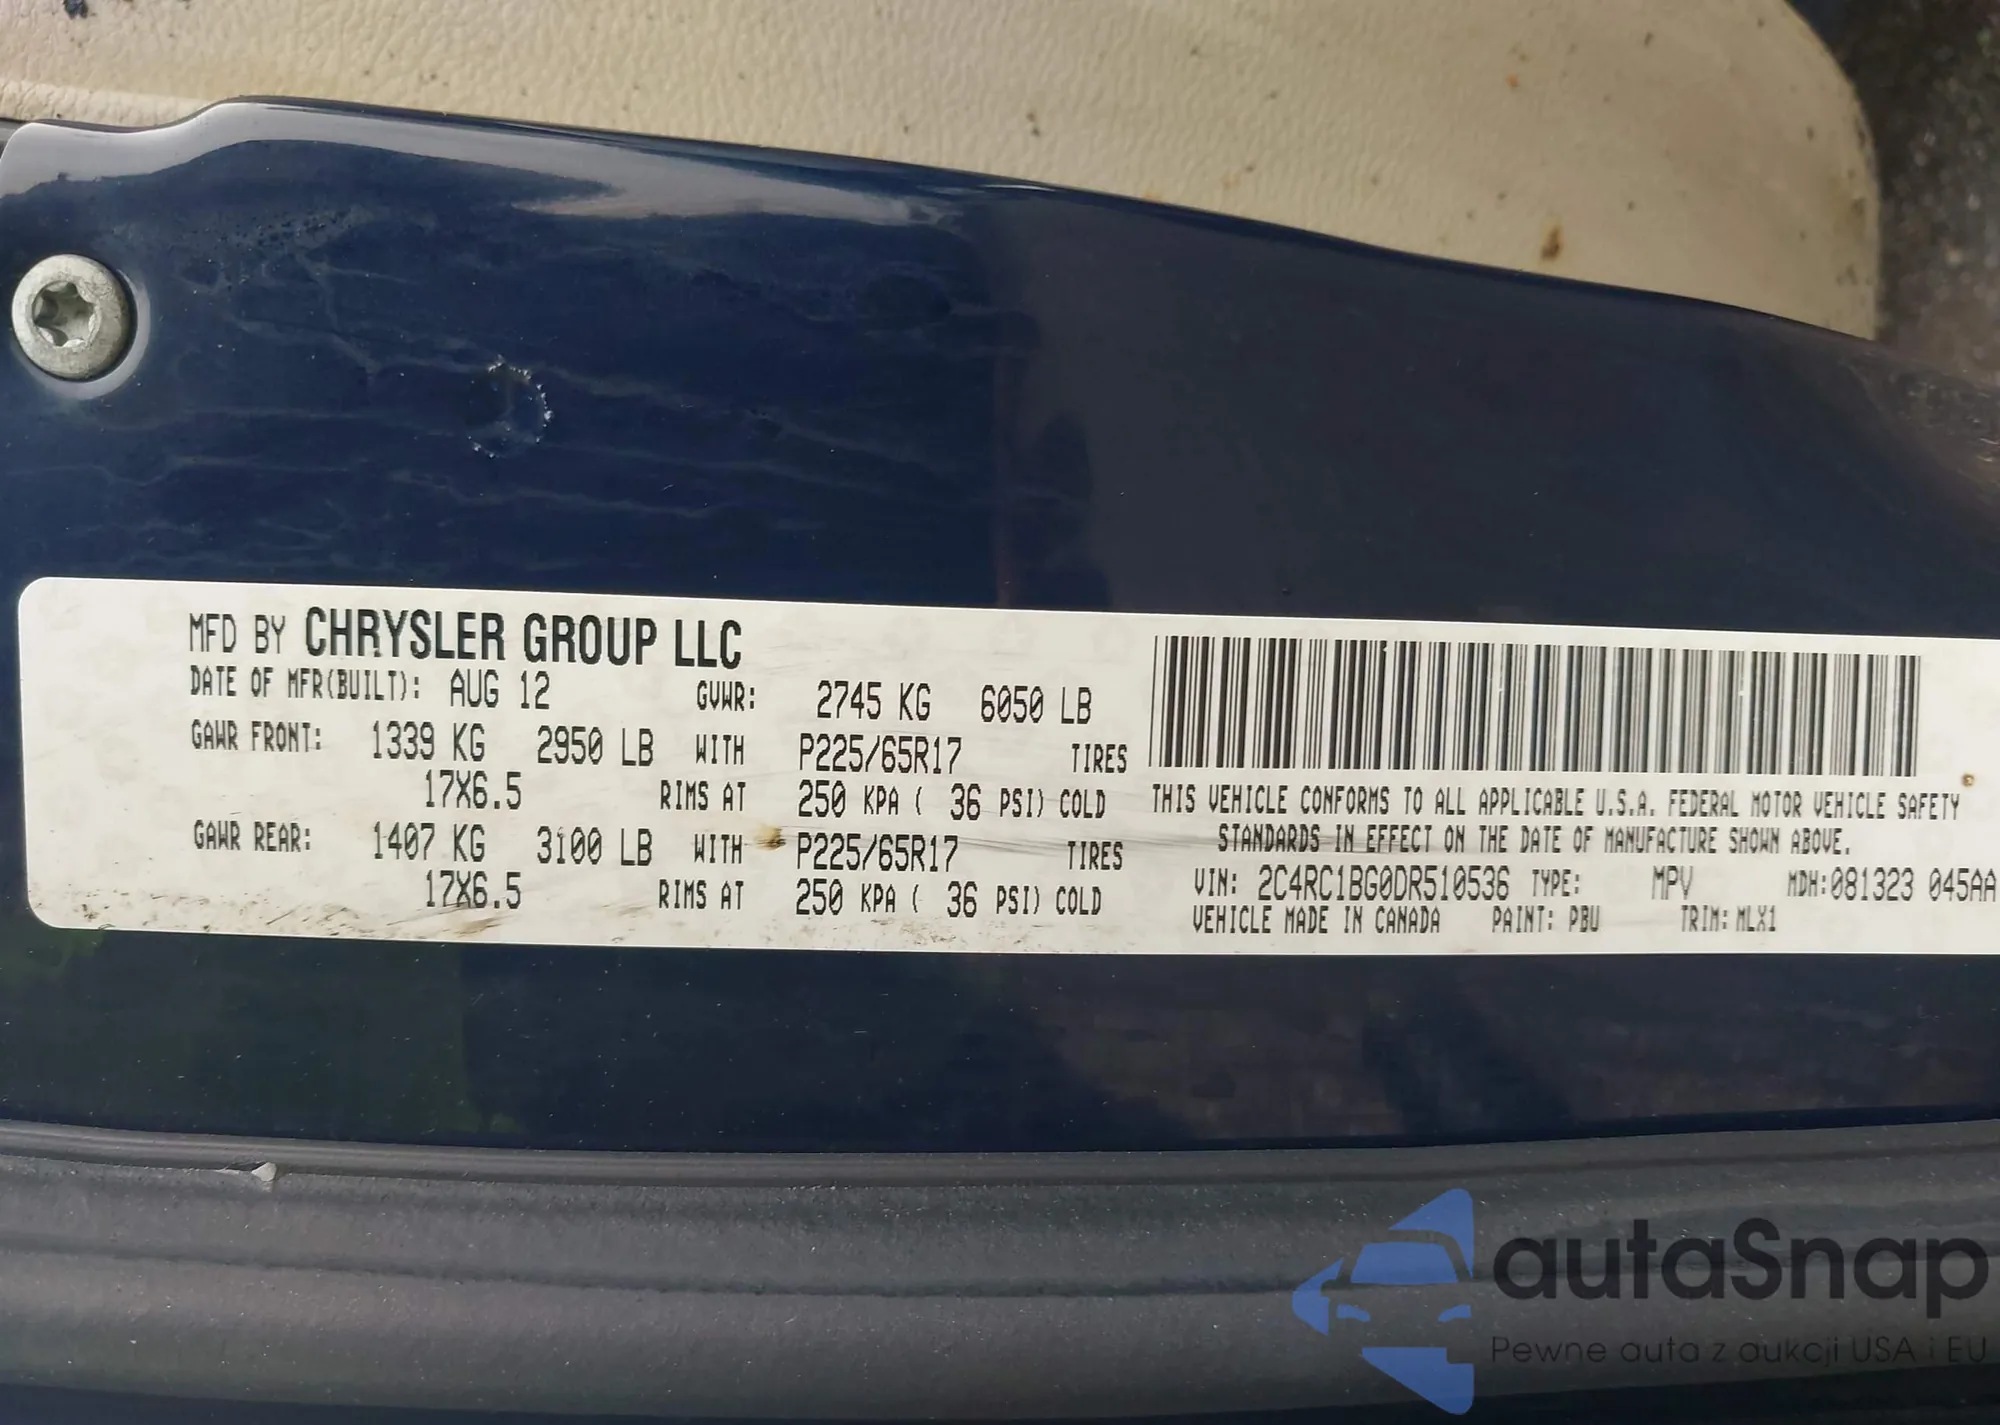 MFD BY CHRYSLER GROUP LLC
DATE OF MFR(BUILT): AUG 12 GVWR: 2745 KG 6050 LB
GAWR FRONT: 1339 KG 2950 LB WITH P225/65R17 TIRES
17X6.5 RIMS AT 250 KPA ( 36 PSI) COLD
GAWR REAR: 1407 KG 3100 LB WITH P225/65R17 TIRES
17X6.5 RIMS AT 250 KPA ( 36 PSI) COLD
THIS VEHICLE CONFORMS TO ALL APPLICABLE U.S.A. FEDERAL MOTOR VEHICLE SAFETY
STANDARDS IN EFFECT ON THE DATE OF MANUFACTURE SHOWN ABOVE.
VIN: 2C4RC1BG0DR510536 TYPE: MPV MDH:081323 045AA
VEHICLE MADE IN CANADA PAINT: PBU TRIM: MLX1
autaSnap
Pewne auta z aukcji USA i EU